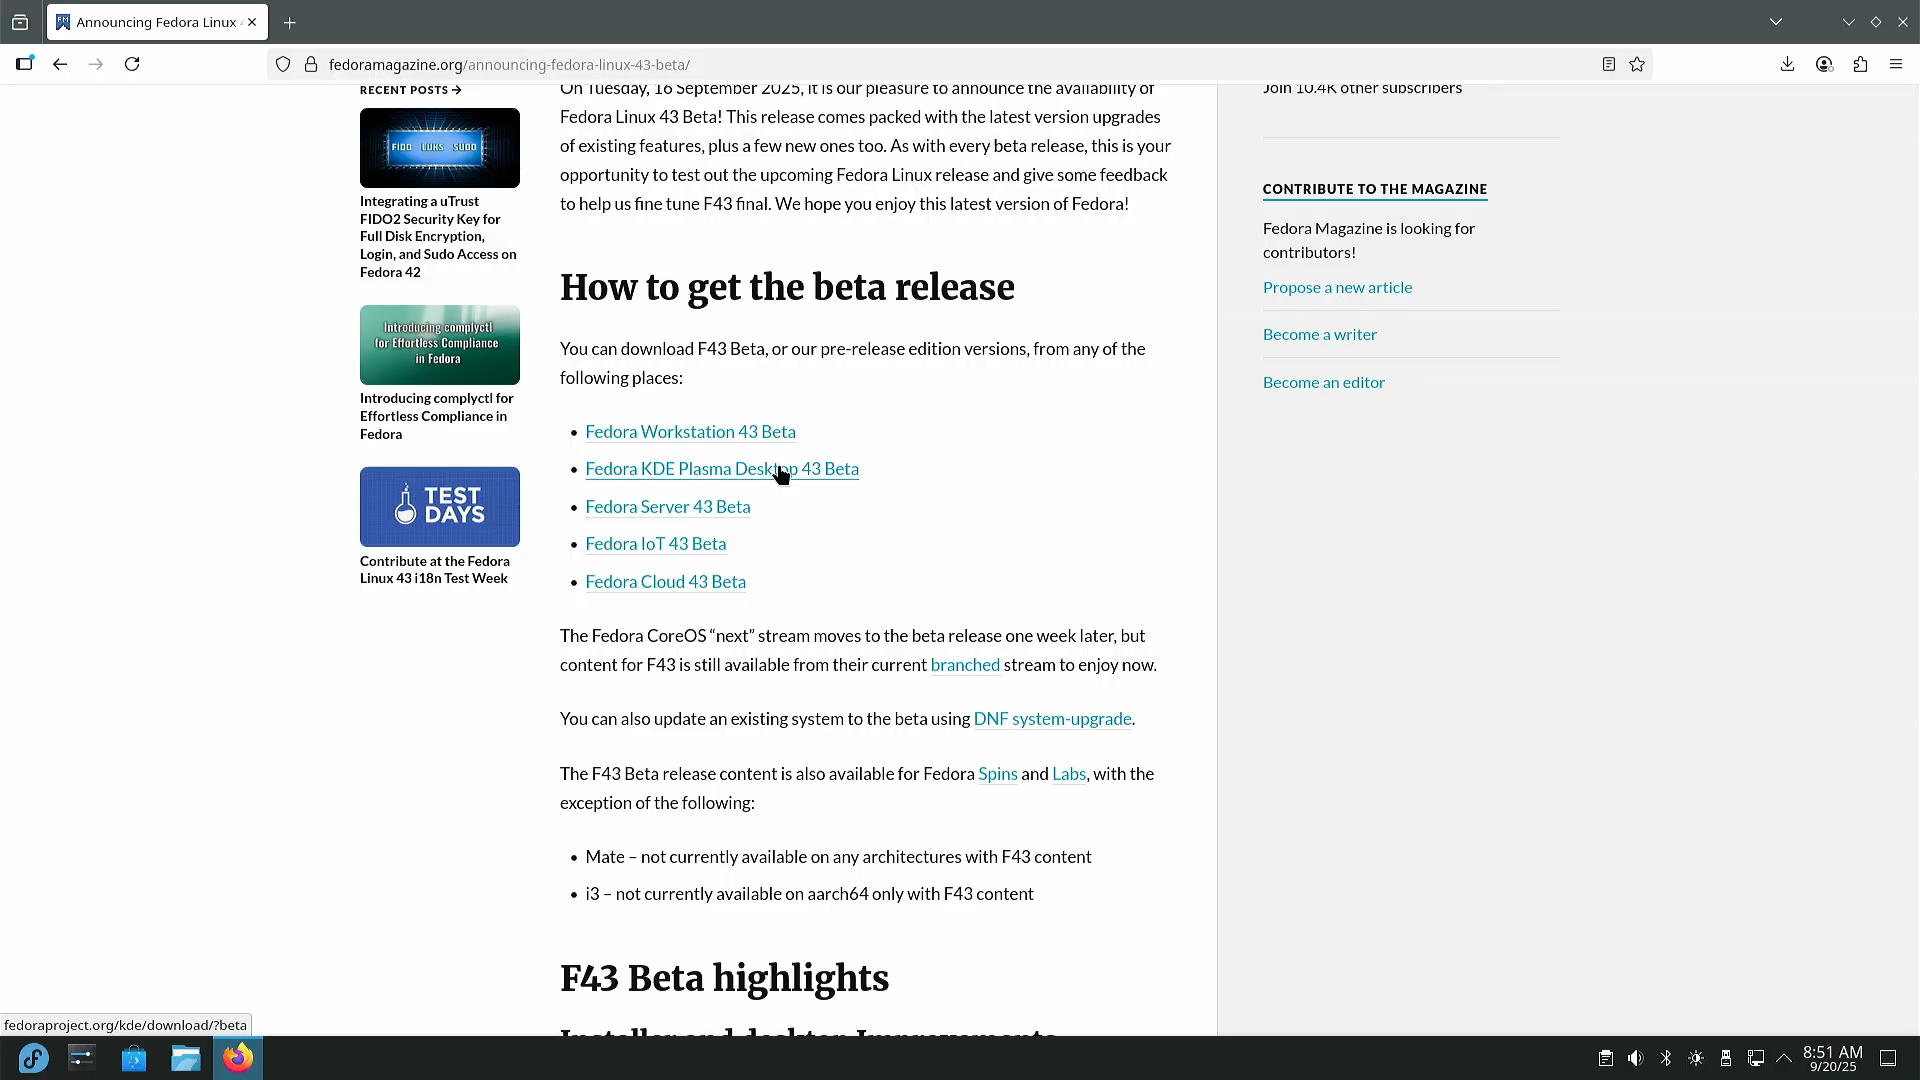 Announcing Fedora Linux
fedoramagazine.org/announcing-fedora-linux-43-beta/
RECENT POSTS →
FIDO LUKS SUDO
Integrating a uTrust
FIDO2 Security Key for
Full Disk Encryption,
Login, and Sudo Access on
Fedora 42
Introducing complyctl
for Effortless Compliance
in Fedora
Introducing complyctl for
Effortless Compliance in
Fedora
TEST
DAYS
Contribute at the Fedora
Linux 43 i18n Test Week
On Tuesday, 16 September 2025, it is our pleasure to announce the availability of
Fedora Linux 43 Beta! This release comes packed with the latest version upgrades
of existing features, plus a few new ones too. As with every beta release, this is your
opportunity to test out the upcoming Fedora Linux release and give some feedback
to help us fine tune F43 final. We hope you enjoy this latest version of Fedora!
How to get the beta release
You can download F43 Beta, or our pre-release edition versions, from any of the
following places:
• Fedora Workstation 43 Beta
• Fedora KDE Plasma Desktop 43 Beta
• Fedora Server 43 Beta
• Fedora IoT 43 Beta
• Fedora Cloud 43 Beta
The Fedora CoreOS “next” stream moves to the beta release one week later, but
content for F43 is still available from their current branched stream to enjoy now.
You can also update an existing system to the beta using DNF system-upgrade.
The F43 Beta release content is also available for Fedora Spins and Labs, with the
exception of the following:
• Mate – not currently available on any architectures with F43 content
• i3 – not currently available on aarch64 only with F43 content
F43 Beta highlights
Installer and desktop Improvements
Join 10.4K other subscribers
CONTRIBUTE TO THE MAGAZINE
Fedora Magazine is looking for
contributors!
Propose a new article
Become a writer
Become an editor
fedoraproject.org/kde/download/?beta
8:51 AM
9/20/25